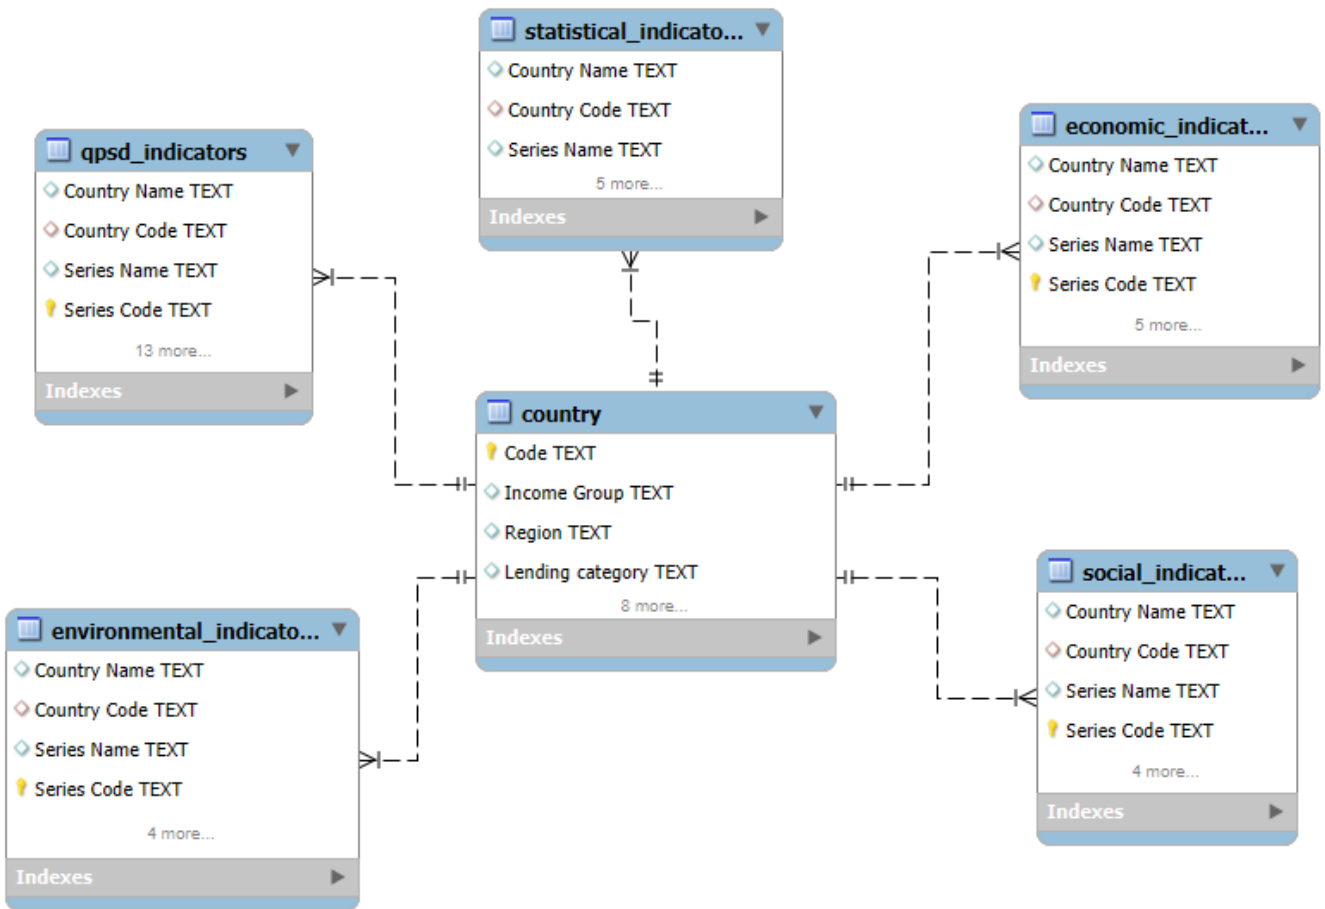 statistical_indicato...
Country Name TEXT
Country Code TEXT
Series Name TEXT
5 more...
Indexes
qpsd_indicators
Country Name TEXT
Country Code TEXT
Series Name TEXT
Series Code TEXT
13 more...
Indexes
economic_indicat...
Country Name TEXT
Country Code TEXT
Series Name TEXT
Series Code TEXT
5 more...
Indexes
country
Code TEXT
Income Group TEXT
Region TEXT
Lending category TEXT
8 more...
Indexes
environmental_indicato...
Country Name TEXT
Country Code TEXT
Series Name TEXT
Series Code TEXT
4 more...
Indexes
social_indicat...
Country Name TEXT
Country Code TEXT
Series Name TEXT
Series Code TEXT
4 more...
Indexes